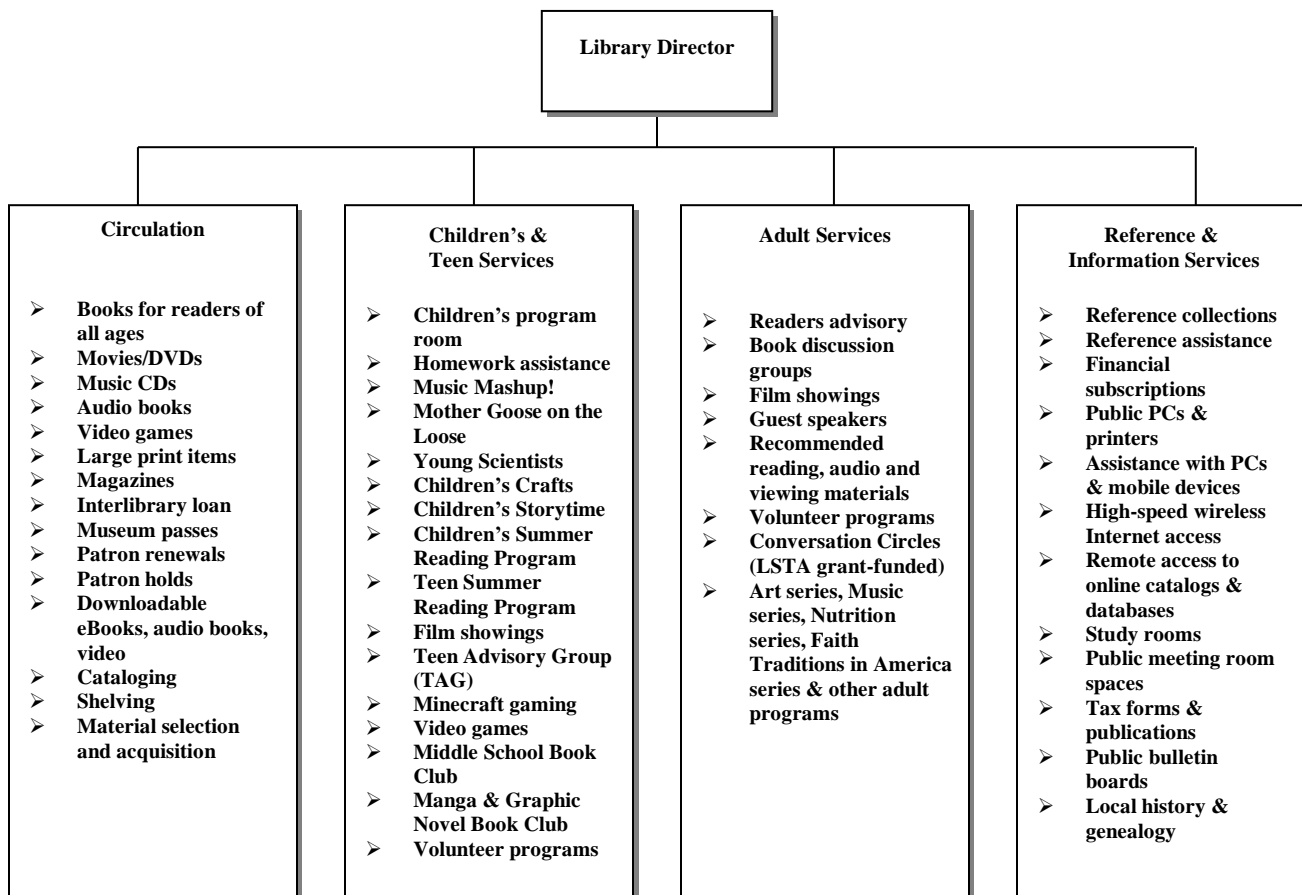 Library Director
Circulation
➢ Books for readers of
all ages
➢ Movies/DVDs
➢ Music CDs
➢ Audio books
➢ Video games
➢ Large print items
➢ Magazines
➢ Interlibrary loan
➢ Museum passes
➢ Patron renewals
➢ Patron holds
➢ Downloadable
eBooks, audio books,
video
➢ Cataloging
➢ Shelving
➢ Material selection
and acquisition
Children’s &
Teen Services
➢ Children’s program
room
➢ Homework assistance
➢ Music Mashup!
➢ Mother Goose on the
Loose
➢ Young Scientists
➢ Children’s Crafts
➢ Children’s Storytime
➢ Children’s Summer
Reading Program
➢ Teen Summer
Reading Program
➢ Film showings
➢ Teen Advisory Group
(TAG)
➢ Minecraft gaming
➢ Video games
➢ Middle School Book
Club
➢ Manga & Graphic
Novel Book Club
➢ Volunteer programs
Adult Services
➢ Readers advisory
➢ Book discussion
groups
➢ Film showings
➢ Guest speakers
➢ Recommended
reading, audio and
viewing materials
➢ Volunteer programs
➢ Conversation Circles
(LSTA grant-funded)
➢ Art series, Music
series, Nutrition
series, Faith
Traditions in America
series & other adult
programs
Reference &
Information Services
➢ Reference collections
➢ Reference assistance
➢ Financial
subscriptions
➢ Public PCs &
printers
➢ Assistance with PCs
& mobile devices
➢ High-speed wireless
Internet access
➢ Remote access to
online catalogs &
databases
➢ Study rooms
➢ Public meeting room
spaces
➢ Tax forms &
publications
➢ Public bulletin
boards
➢ Local history &
genealogy